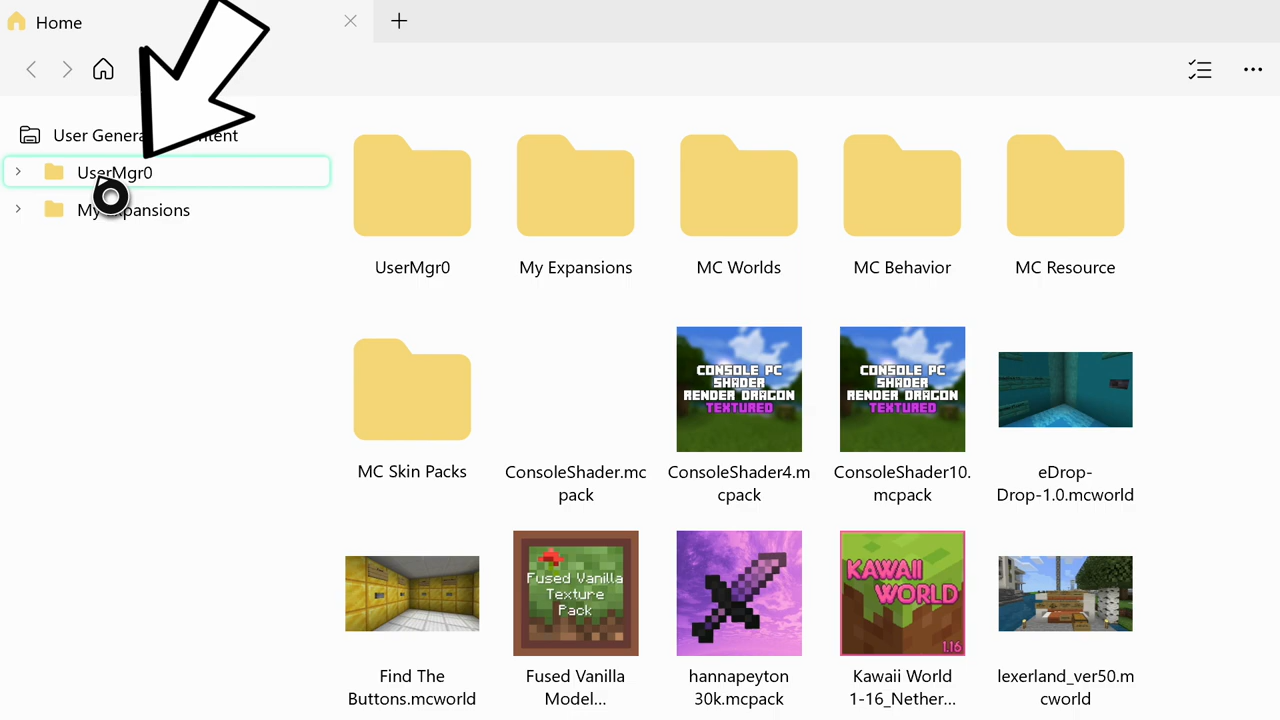 Home
User Genera ntent
UserMgr0
My Expansions
UserMgr0
My Expansions
MC Worlds
MC Behavior
MC Resource
CONSOLE PC
SHADER
RENDER DRAGON
TEXTURED
CONSOLE PC
SHADER
RENDER DRAGON
TEXTURED
MC Skin Packs
ConsoleShader.mc
pack
ConsoleShader4.m
cpack
ConsoleShader10.
mcpack
eDrop-
Drop-1.0.mcworld
Fused Vanilla
Texture
Pack
KAWAII
WORLD
1.16
Find The
Buttons.mcworld
Fused Vanilla
Model...
hannapeyton
30k.mcpack
Kawaii World
1-16_Nether...
lexerland_ver50.m
cworld